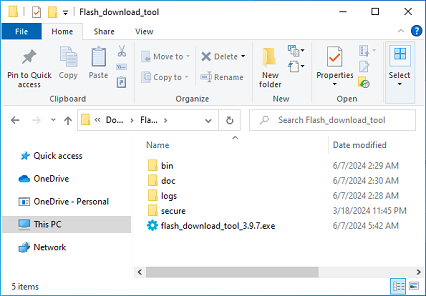 Flash_download_tool
File Home Share View
Pin to Quick access
Copy
Paste
Clipboard
Move to
Copy to
Delete
Rename
Organize
New folder
New
Properties
Open
Select
Do... Fla...
Search Flash_download_tool
Name Date modified
Quick access
OneDrive
OneDrive - Personal
This PC
Network
bin 6/7/2024 2:29 AM
doc 6/7/2024 2:30 AM
logs 6/7/2024 2:28 AM
secure 3/18/2024 11:45 PM
flash_download_tool_3.9.7.exe 6/7/2024 5:42 AM
5 items